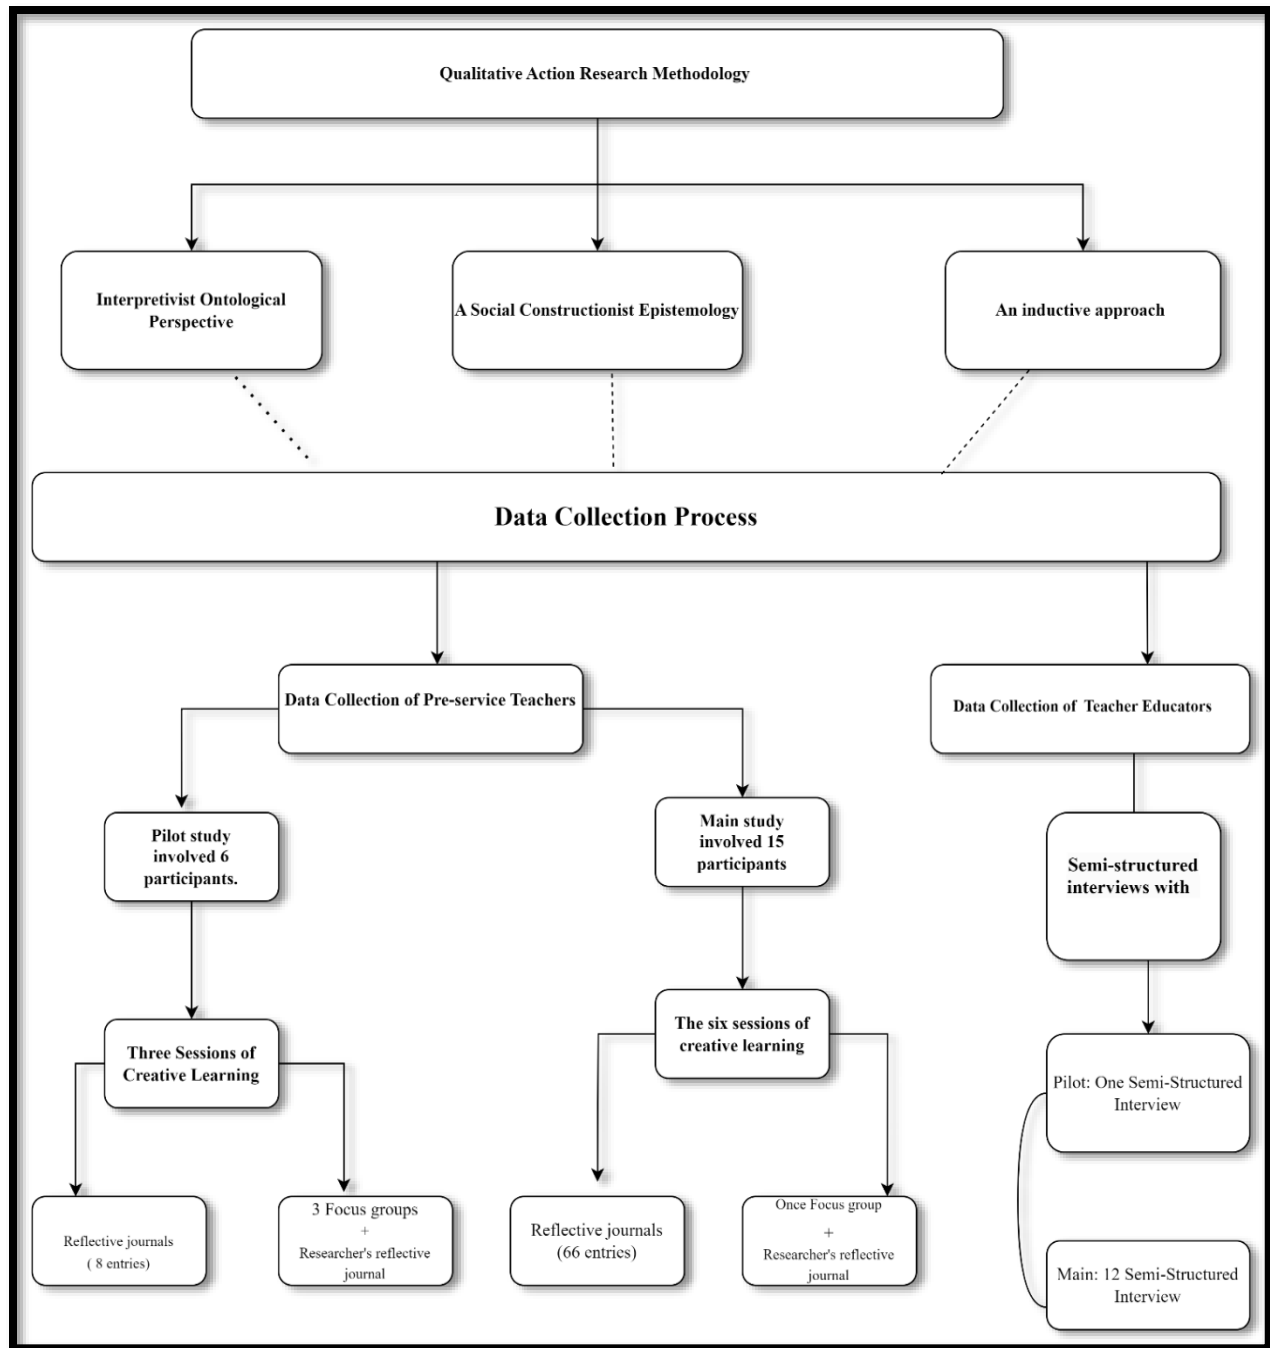 Qualitative Action Research Methodology
Interpretivist Ontological
Perspective
A Social Constructionist Epistemology
An inductive approach
Data Collection Process
Data Collection of Pre-service Teachers
Data Collection of Teacher Educators
Pilot study
involved 6
participants.
Main study
involved 15
participants
Semi-structured
interviews with
Three Sessions of
Creative Learning
The six sessions of
creative learning
Pilot: One Semi-Structured
Interview
Reflective journals
( 8 entries)
3 Focus groups
+
Researcher's reflective
journal
Reflective journals
(66 entries)
Once Focus group
+
Researcher's reflective
journal
Main: 12 Semi-Structured
Interview